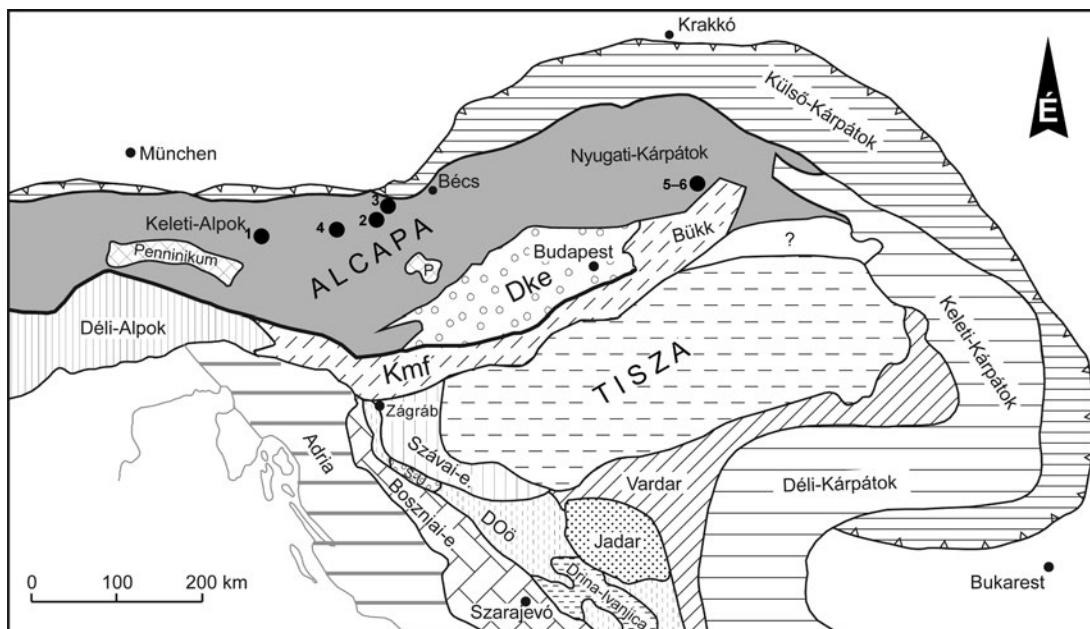 Krakkó
Külső-Kárpátok
É
München
Nyugati-Kárpátok
Bécs
5–6
3
Keleti-Alpok
1
4
2
ALCAPA
Bükk
?
Penninikum
P.
Budapest
Dke
Déli-Alpok
Keleti-Kárpátok
TISZA
Kmf
Zágráb
Adria
Szávai-e.
S-U.
Vardar
Déli-Kárpátok
Boszniai-e
DOö
Jadar
Drina-Ivanjica
0 100 200 km
Szarajevó
Bukarest